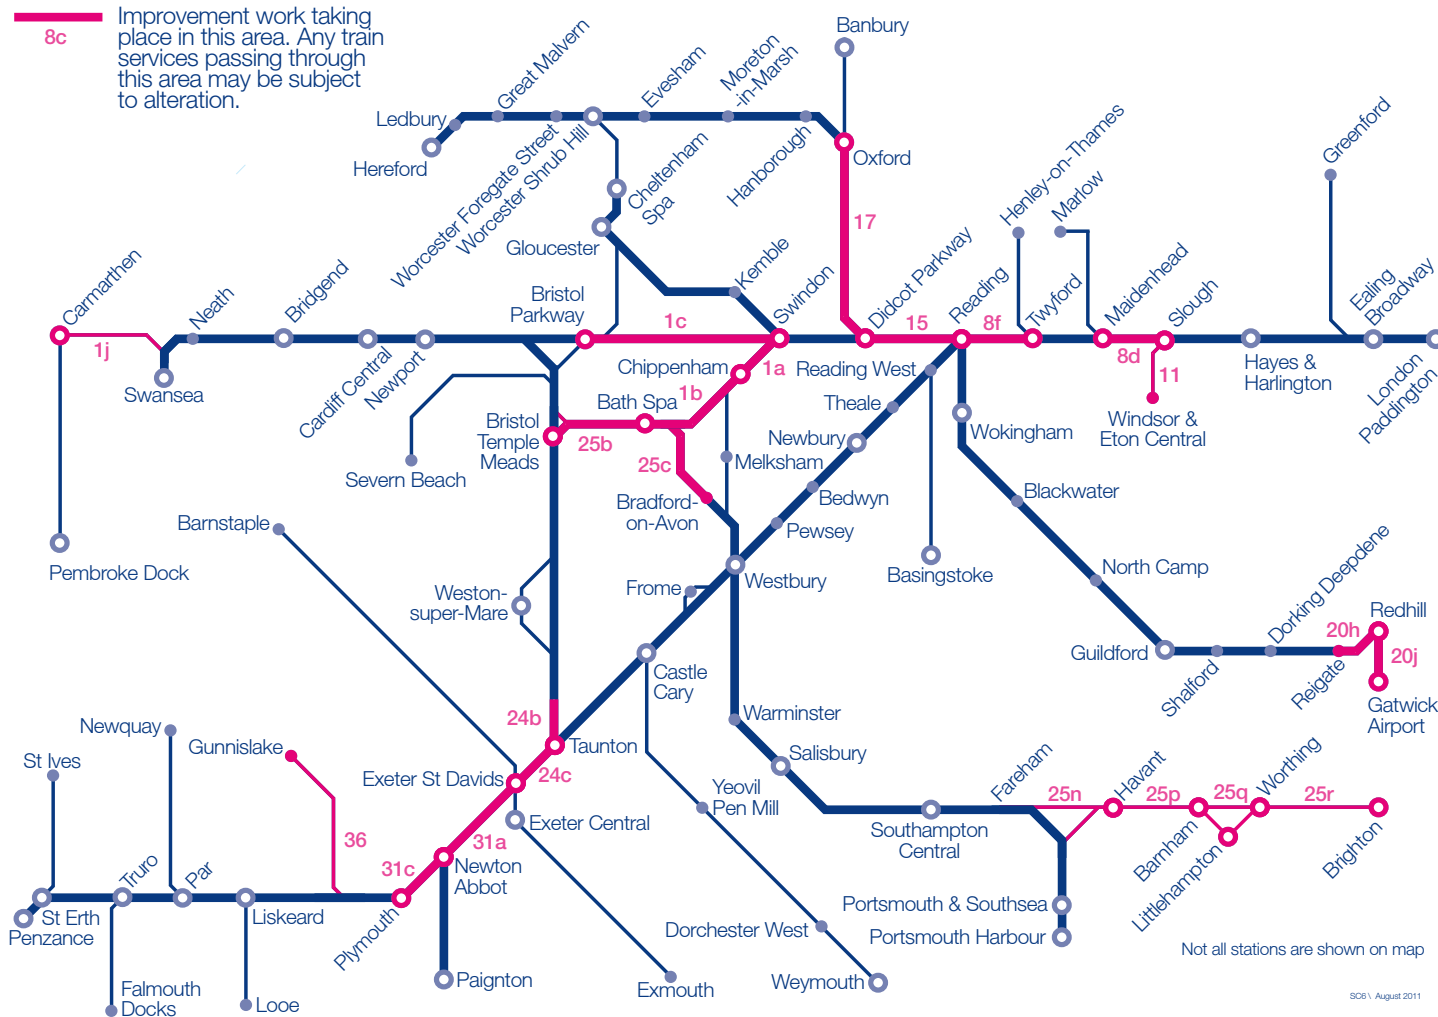 Improvement work taking
place in this area. Any train
services passing through
this area may be subject
to alteration.
8c
Banbury
Great Malvern
Evesham
Moreton
-in-Marsh
Ledbury
Hereford
Worcester Foregate Street
Worcester Shrub Hill
Cheltenham
Spa
Hanborough
Oxford
Henley-on-Thames
Marlow
Greenford
Gloucester
17
Carmarthen
Neath
Bridgend
Bristol
Parkway
Kemble
Swindon
Didcot Parkway
Reading
Twyford
Maidenhead
Slough
Ealing
Broadway
1j
1c
15
8f
8d
11
Swansea
Cardiff Central
Newport
Chippenham
1a
1b
Reading West
Hayes &
Harlington
London
Paddington
Bath Spa
Theale
Windsor &
Eton Central
Bristol
Temple
Meads
25b
25c
Newbury
Wokingham
Melksham
Severn Beach
Bradford-
on-Avon
Bedwyn
Blackwater
Barnstaple
Pewsey
Pembroke Dock
Weston-
super-Mare
Frome
Westbury
Basingstoke
North Camp
Dorking Deepdene
Redhill
20h
20j
Guildford
Shalford
Reigate
Gatwick
Airport
Castle
Cary
Newquay
Gunnislake
24b
Taunton
Warminster
St Ives
Exeter St Davids
24c
Salisbury
Yeovil
Pen Mill
Fareham
Havant
Worthing
25n
25p
25q
25r
36
31a
31c
Exeter Central
Southampton
Central
Barnham
Littlehampton
Brighton
Truro
Par
Newton
Abbot
St Erth
Penzance
Liskeard
Plymouth
Portsmouth & Southsea
Portsmouth Harbour
Dorchester West
Not all stations are shown on map
Falmouth
Docks
Looe
Paignton
Exmouth
Weymouth
SC6\ August 2011